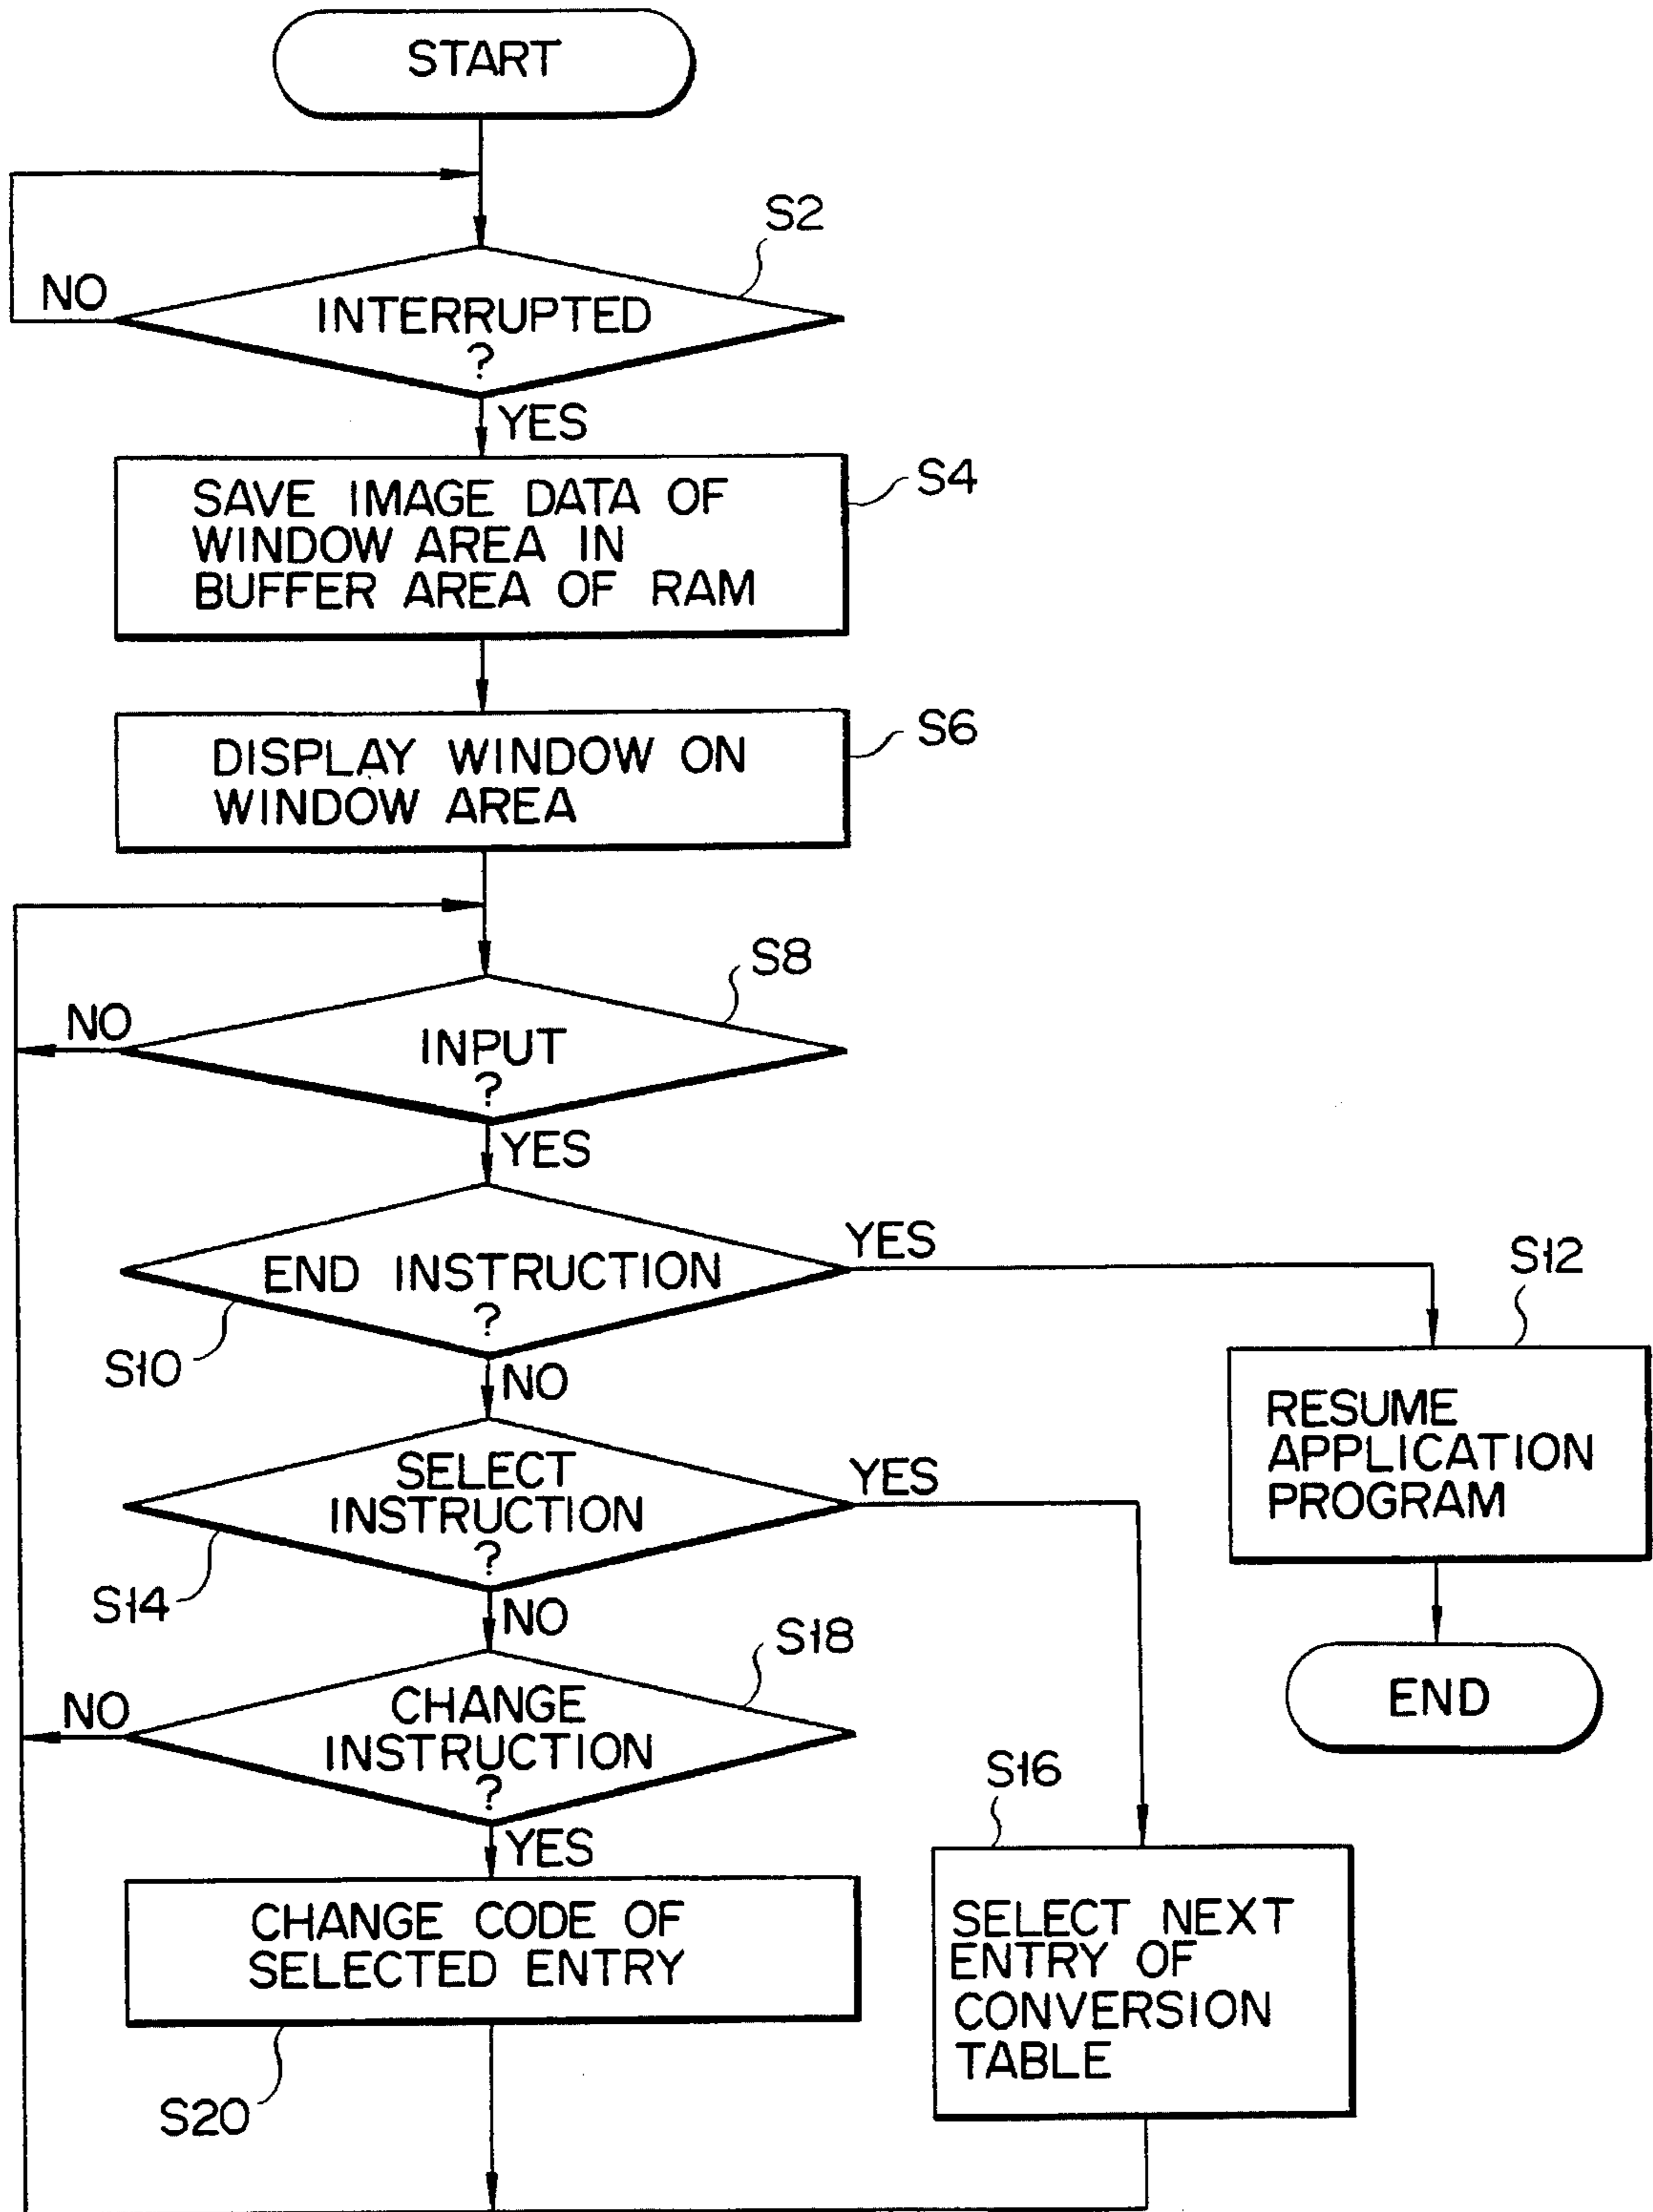 START
S2
NO
INTERRUPTED
?
YES
SAVE IMAGE DATA OF
WINDOW AREA IN
BUFFER AREA OF RAM
S4
DISPLAY WINDOW ON
WINDOW AREA
S6
S8
NO
INPUT
?
YES
END INSTRUCTION
?
YES
S10
NO
S12
RESUME
APPLICATION
PROGRAM
SELECT
INSTRUCTION
?
YES
S14
NO
END
S18
NO
CHANGE
INSTRUCTION
?
YES
S16
CHANGE CODE OF
SELECTED ENTRY
S20
SELECT NEXT
ENTRY OF
CONVERSION
TABLE